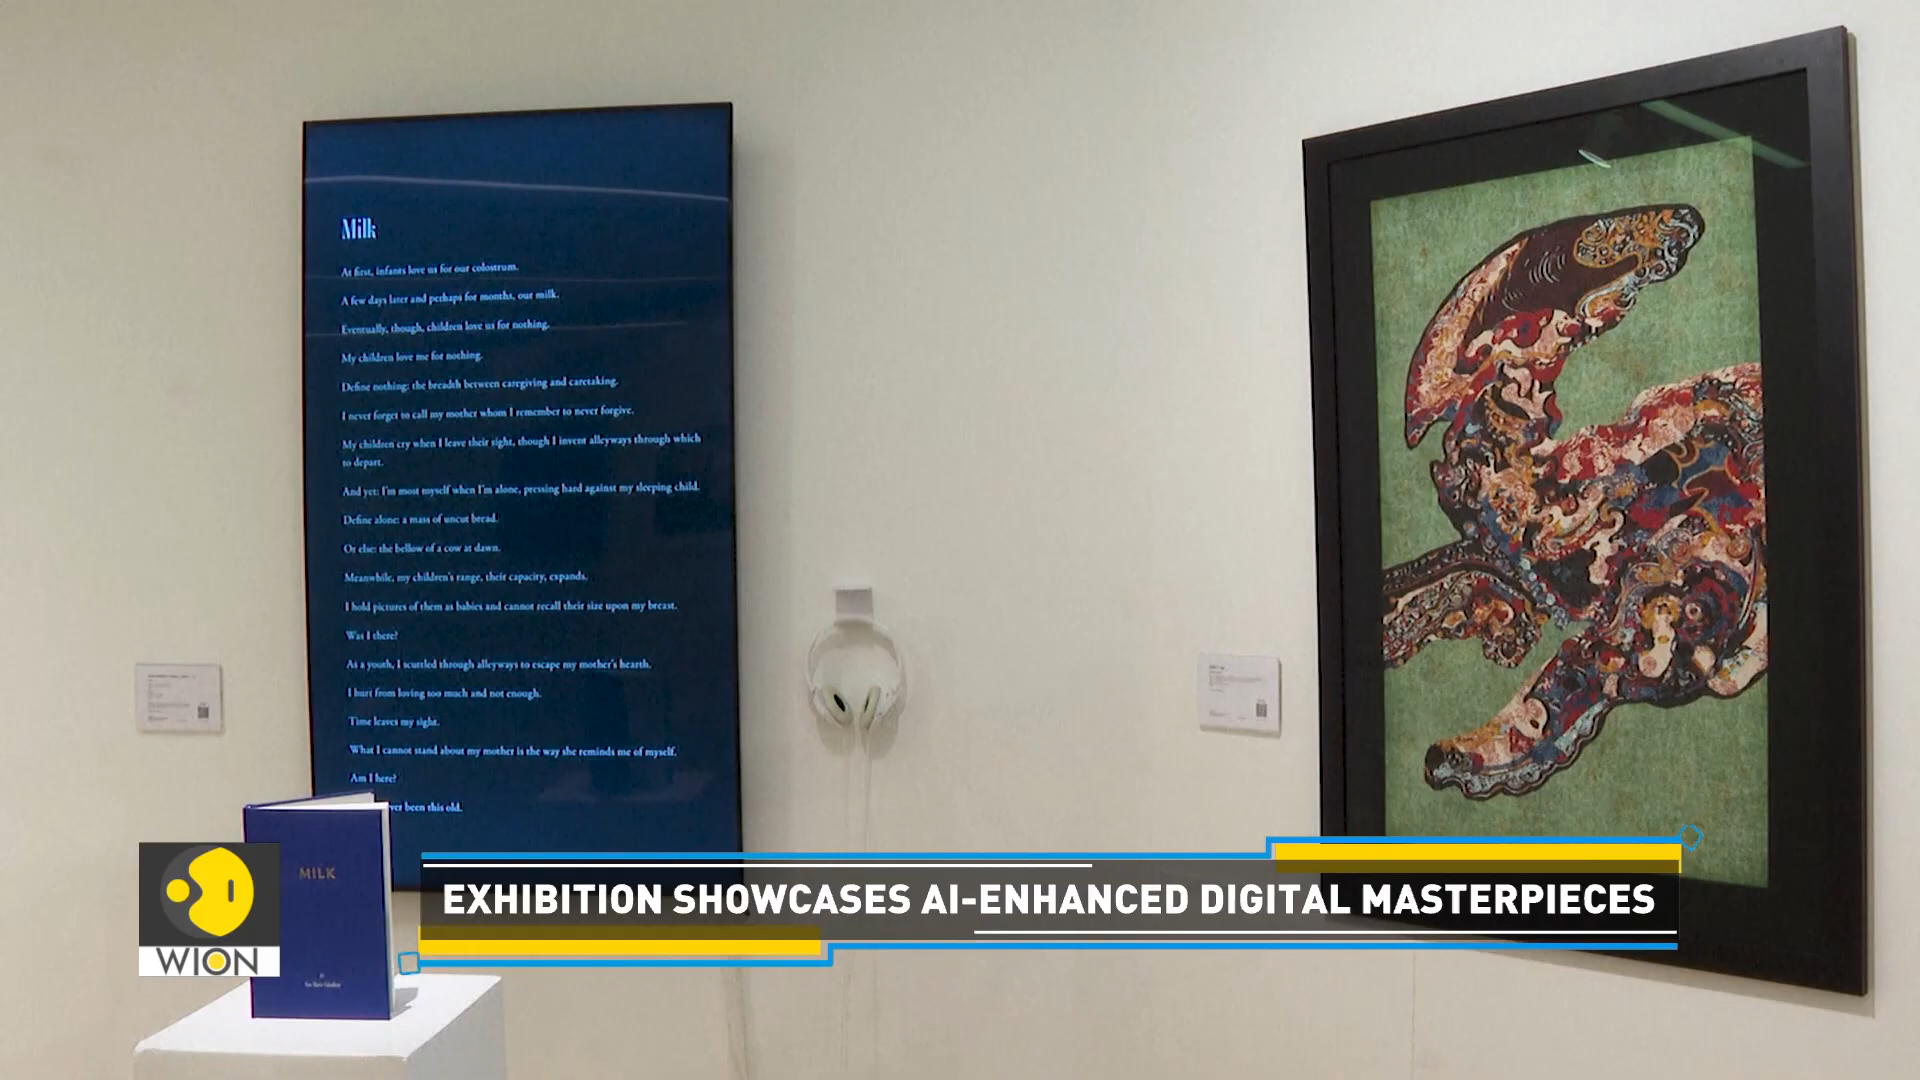 Milk
At first, infants love us for our colostrum.
A few days later and perhaps for months, our milk.
Eventually, though, children love us for nothing.
My children love me for nothing.
Define nothing: the breadth between caregiving and caretaking.
I never forget to call my mother whom I remember to never forgive.
My children cry when I leave their sight, though I invent alleyways through which
to depart.
And yet: I'm most myself when I'm alone, pressing hard against my sleeping child.
Define alone: a mass of uncut bread.
Or else: the bellow of a cow at dawn.
Meanwhile, my children's range, their capacity, expands.
I hold pictures of them as babies and cannot recall their size upon my breast.
Was I there?
As a youth, I scuttled through alleyways to escape my mother's hearth.
I hurt from loving too much and not enough.
Time leaves my sight.
What I cannot stand about my mother is the way she reminds me of myself.
Am I here?
been this old.
MILK
WION
EXHIBITION SHOWCASES AI-ENHANCED DIGITAL MASTERPIECES